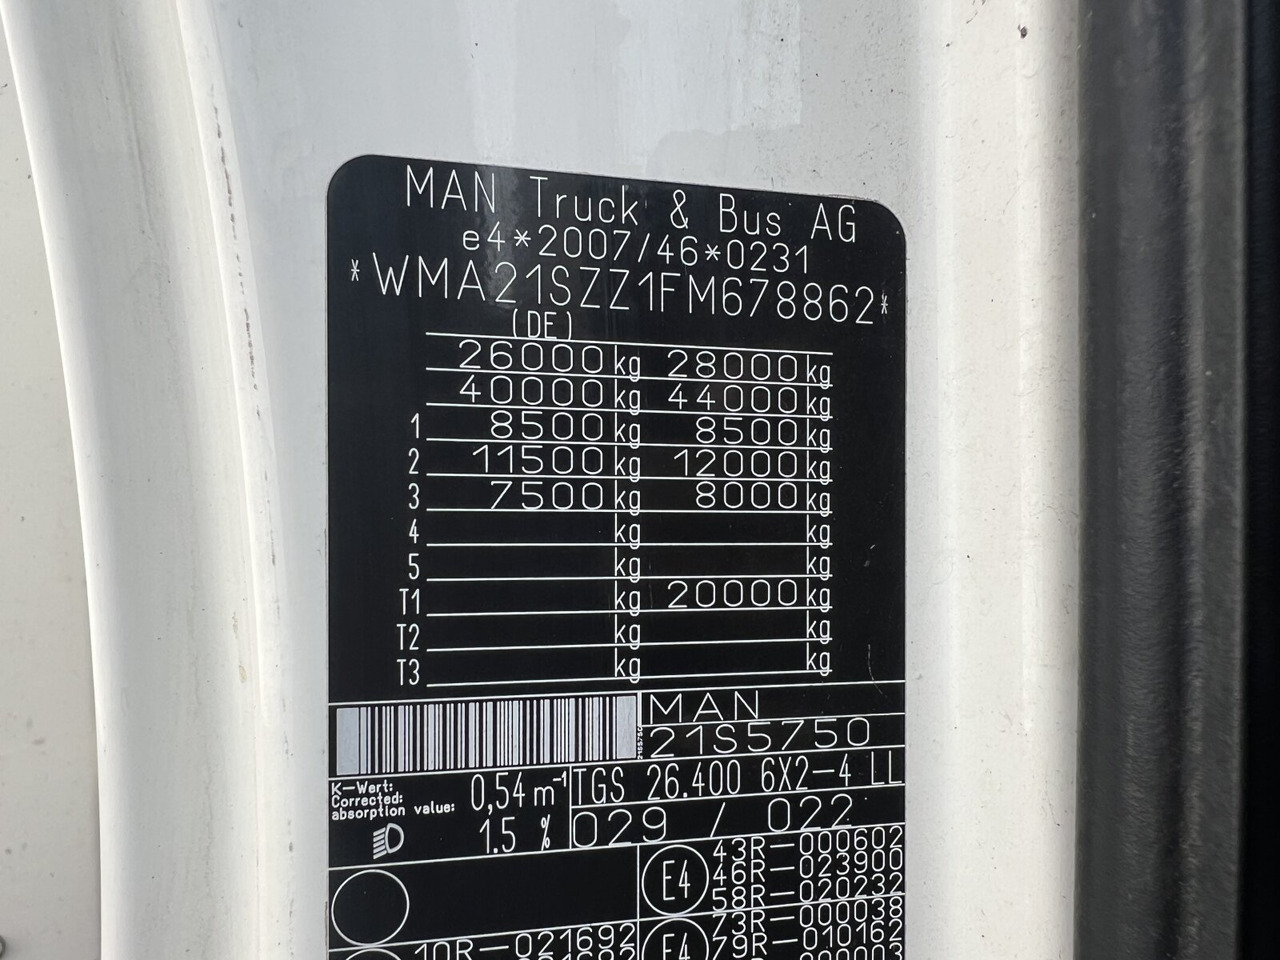 MAN Truck & Bus AG
e4*2007/46*0231
*WMA21SZZ1FM678862*
(DE)
26000 kg 28000 kg
40000 kg 44000 kg
1 8500 kg 8500 kg
2 11500 kg 12000 kg
3 7500 kg 8000 kg
4 kg kg
5 kg kg
T1 kg 20000 kg
T2 kg kg
T3 kg kg
MAN
21S5750
K-Wert:
Corrected:
absorption value: 0,54 m⁻¹
TGS 26.400 6X2-4 LL
1.5 %
029 / 022
E4
43R-000602
46R-023900
58R-020232
E4
73R-000038
79R-010162
10R-021692